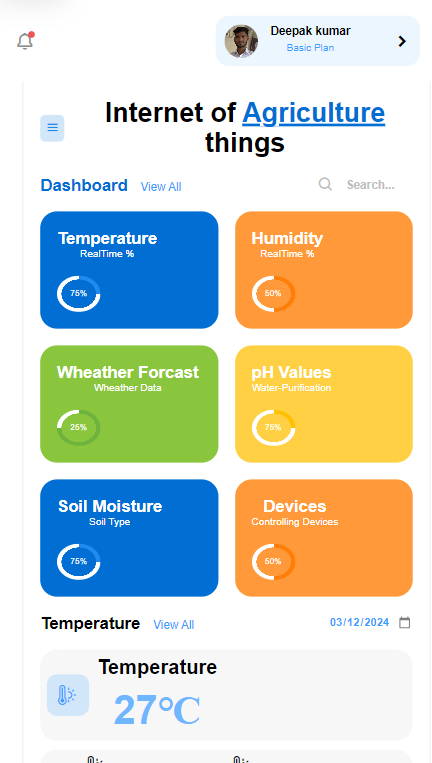 Deepak kumar
Basic Plan
Internet of Agriculture
things
Dashboard View All Search...
Temperature
RealTime %
75%
Humidity
RealTime %
50%
Wheather Forcast
Wheather Data
25%
pH Values
Water-Purification
75%
Soil Moisture
Soil Type
75%
Devices
Controlling Devices
50%
Temperature View All 03/12/2024
Temperature
27°C